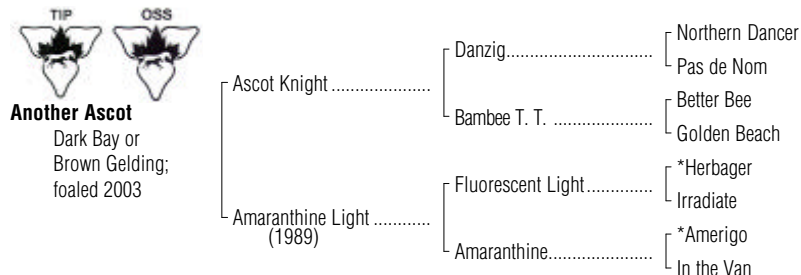 TIP OSS
Another Ascot
Dark Bay or
Brown Gelding;
foaled 2003
Ascot Knight ....................
Amaranthine Light ............
(1989)
Danzig..............................
Bambee T. T. ....................
Fluorescent Light..............
Amaranthine.....................
Northern Dancer
Pas de Nom
Better Bee
Golden Beach
*Herbager
Irradiate
*Amerigo
In the Van